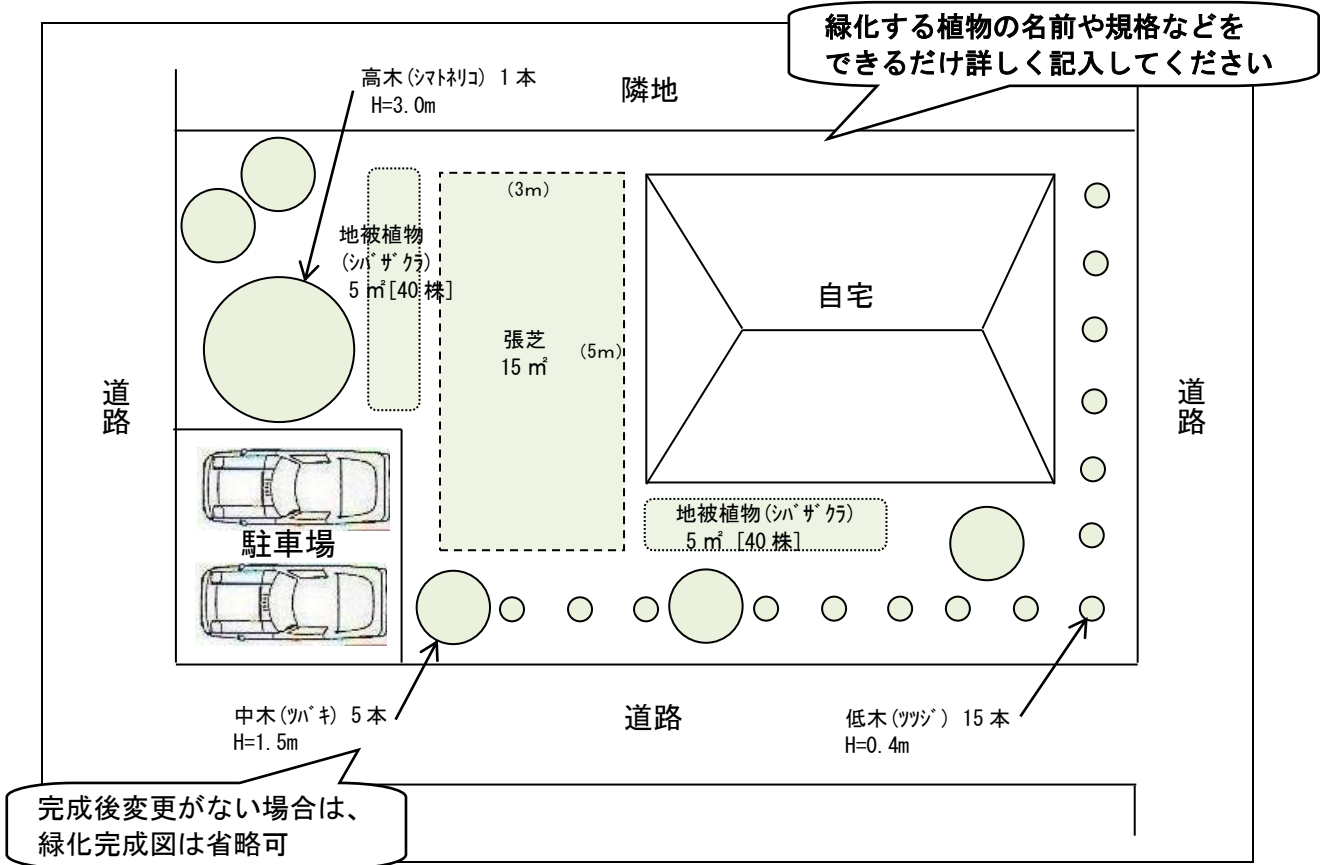 緑化する植物の名前や規格などを
できるだけ詳しく記入してください
高木(ｼﾏﾄﾈﾘｺ) 1本
H=3.0m
隣地
(3m)
地被植物
(ｼﾊﾞｻﾞｸﾗ)
5㎡[40株]
張芝
15㎡
(5m)
自宅
道路
道路
駐車場
地被植物(ｼﾊﾞｻﾞｸﾗ)
5㎡ [40株]
中木(ﾂﾊﾞｷ) 5本
H=1.5m
道路
低木(ﾂﾂｼﾞ) 15本
H=0.4m
完成後変更がない場合は、
緑化完成図は省略可